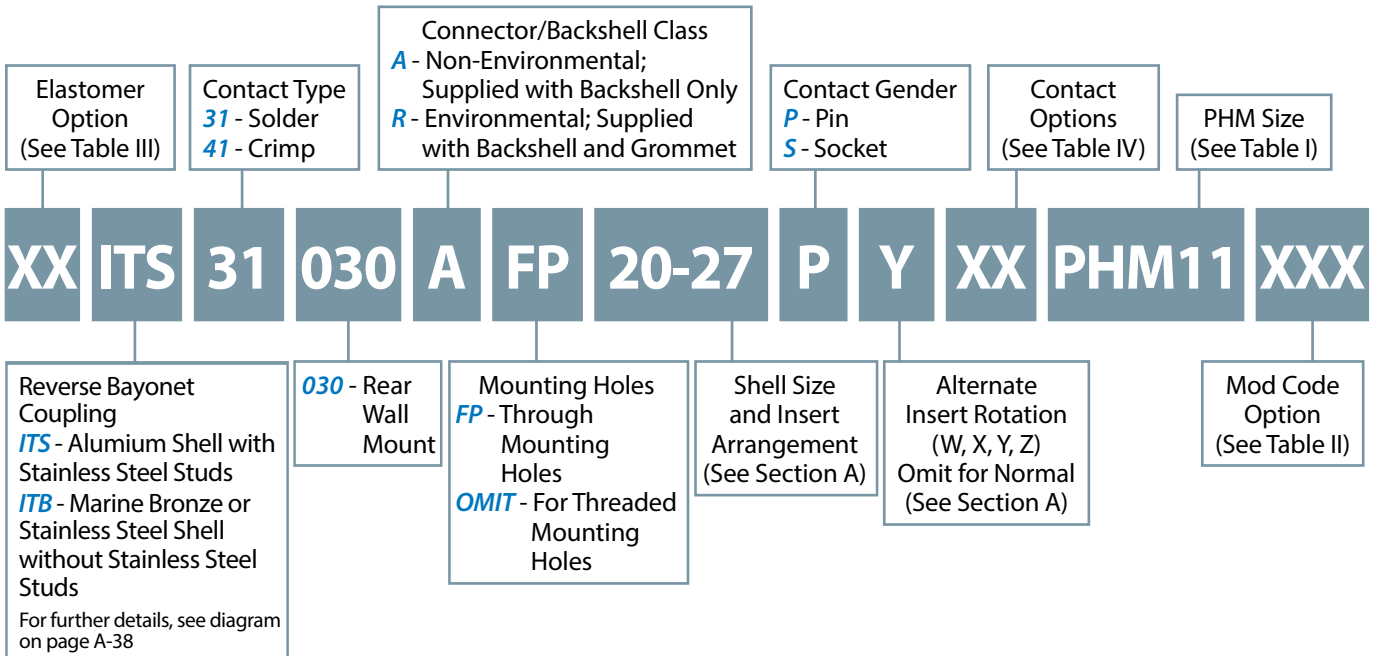 Elastomer
Option
(See Table III)
Contact Type
31 - Solder
41 - Crimp
Connector/Backshell Class
A - Non-Environmental;
Supplied with Backshell Only
R - Environmental; Supplied
with Backshell and Grommet
Contact Gender
P - Pin
S - Socket
Contact
Options
(See Table IV)
PHM Size
(See Table I)
XX ITS 31 030 A FP 20-27 P Y XX PHM11 XXX
Reverse Bayonet
Coupling
ITS - Alumium Shell with
Stainless Steel Studs
ITB - Marine Bronze or
Stainless Steel Shell
without Stainless Steel
Studs
For further details, see diagram
on page A-38
030 - Rear
Wall
Mount
Mounting Holes
FP - Through
Mounting
Holes
OMIT - For Threaded
Mounting
Holes
Shell Size
and Insert
Arrangement
(See Section A)
Alternate
Insert Rotation
(W, X, Y, Z)
Omit for Normal
(See Section A)
Mod Code
Option
(See Table II)